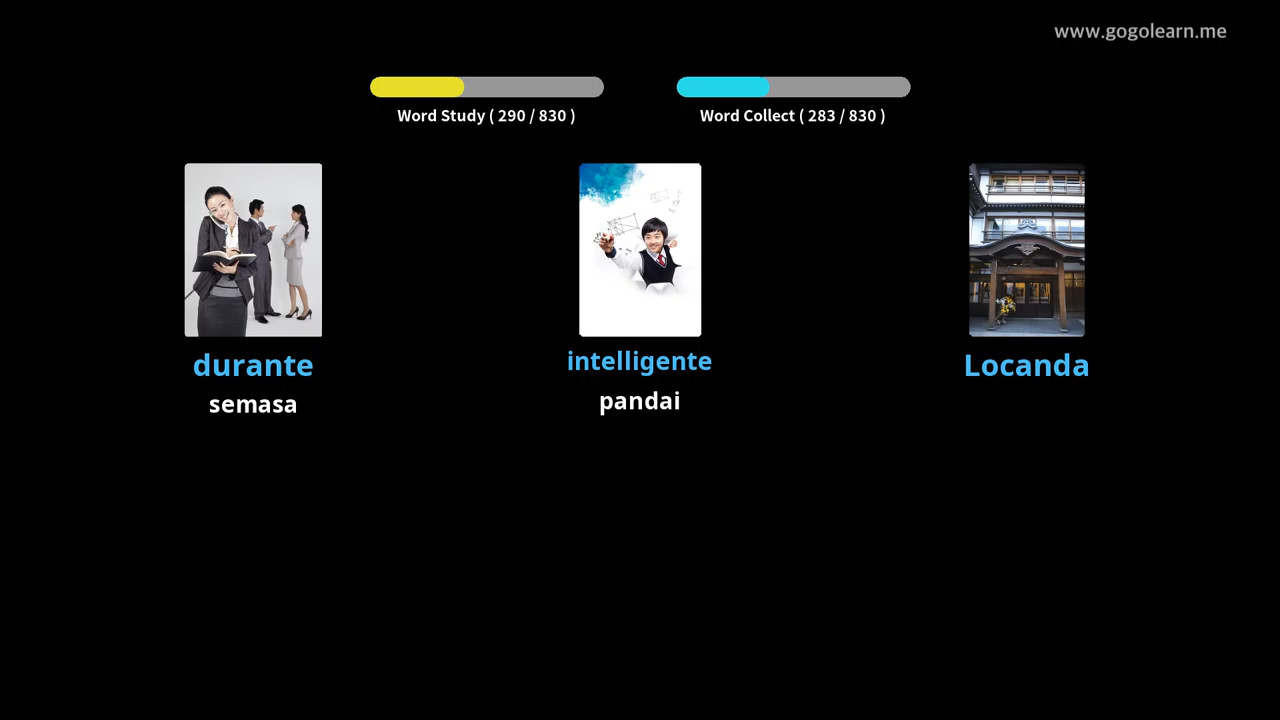 www.gogolearn.me
Word Study ( 290 / 830 )
Word Collect ( 283 / 830 )
durante
semasa
intelligente
pandai
Locanda